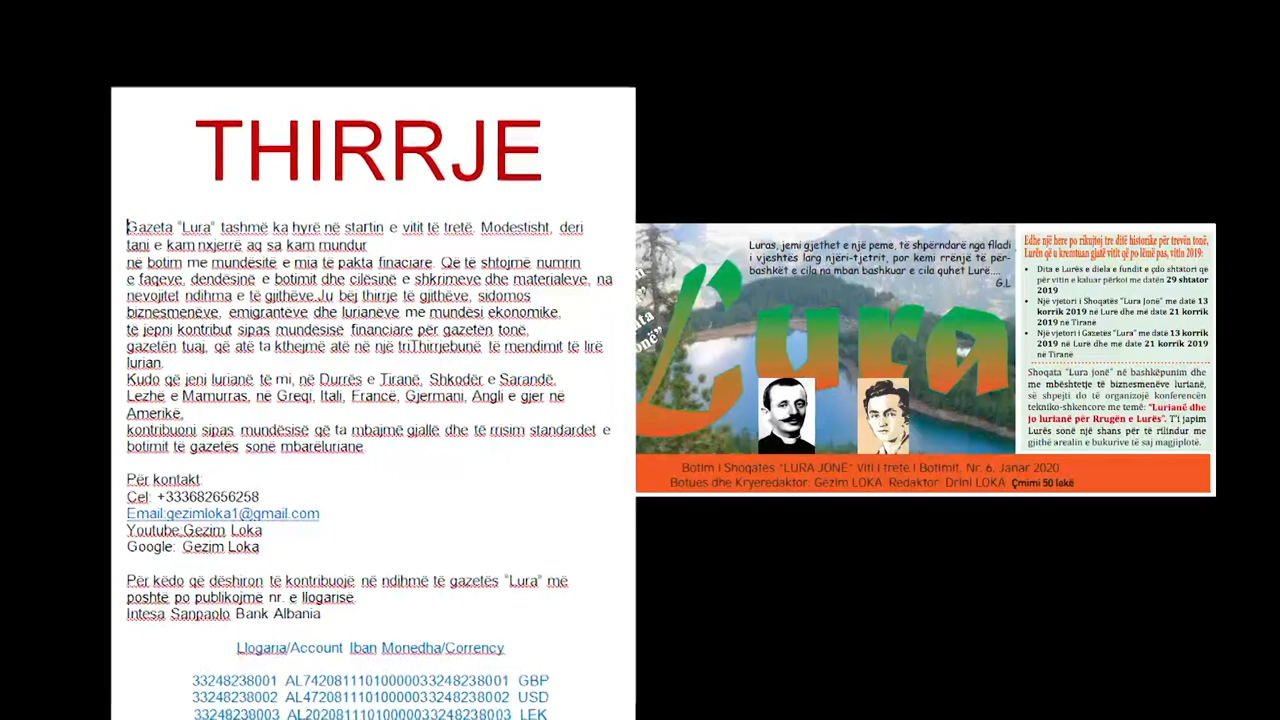 THIRRJE
Gazeta "Lura" tashmë ka hyrë në startin e vitit të tretë. Modestisht, deri
tani e kam nxjerrë aq sa kam mundur
në botim me mundësitë e mia të pakta financiare. Që të shtojmë numrin
e faqeve, dendësinë e botimit dhe cilësinë e shkrimeve dhe materialeve, na
nevojitet ndihma e të gjithëve.Ju bëj thirrje të gjithëve, sidomos
biznesmenëve, emigranteve dhe lurianëve me mundësi ekonomike,
të jepni kontribut sipas mundesise financiare për gazetën tonë,
gazetën tuaj, që atë ta kthejmë atë në një triThirrjebunë të mendimit të lirë
lurian.
Kudo që jeni lurianë të mi, në Durrës e Tiranë, Shkodër e Sarandë,
Lezhë e Mamurras, në Greqi, Itali, Francë, Gjermani, Angli e gjer në
Amerikë,
kontribuoni sipas mundësisë që ta mbajmë gjallë dhe të rrisim standardet e
botimit të gazetës sonë mbarëluriane.
Për kontakt:
Cel: +333682656258
Email:gezimloka1@gmail.com
Youtube:Gezim Loka
Google: Gezim Loka
Për këdo që dëshiron të kontribuojë në ndihmë të gazetës "Lura" më
poshtë po publikojmë nr. e llogarisë.
Intesa Sanpaolo Bank Albania
Llogaria/Account Iban Monedha/Currency
33248238001 AL7420811101000033248238001 GBP
33248238002 AL4720811101000033248238002 USD
33248238003 AL2020811101000033248238003 LEK
Luras, jemi gjethet e një peme, të shpërndarë nga flladi
i vjeshtës larg njëri-tjetrit, por kemi rrënjë të për-
bashkët e cila na mban bashkuar e cila quhet Lurë....
G.L
Lura
Edhe një here po rikujtoj tre ditë historike për trevën tonë,
Lurën që u kremtuan gjatë vitit që po lëmë pas, vitin 2019:
• Dita e Lurës e diela e fundit e çdo shtatori që
për vitin e kaluar përkoi me datën 29 shtator
2019
• Një vjetori i Shoqatës "Lura Jonë" me datë 13
korrik 2019 në Lurë dhe më date 21 korrik
2019 në Tiranë
• Një vjetori i Gazetës "Lura" me datë 13 korrik
2019 në Lurë dhe me date 21 korrik 2019
në Tiranë
Shoqata "Lura jonë" në bashkëpunim dhe
me mbështetje të biznesmenëve lurianë,
së shpejti do të organizojë konferencën
tekniko-shkencore me temë: "Lurianë dhe
jo lurianë për Rrugën e Lurës". T'i japim
Lurës sonë një shans për të rilindur me
gjithë arealin e bukurive të saj magjiplotë.
Botim i Shoqatës "LURA JONË" Viti i tretë i Botimit. Nr. 6. Janar 2020
Botues dhe Kryeredaktor: Gëzim LOKA. Redaktor: Drini LOKA Çmimi 50 lekë